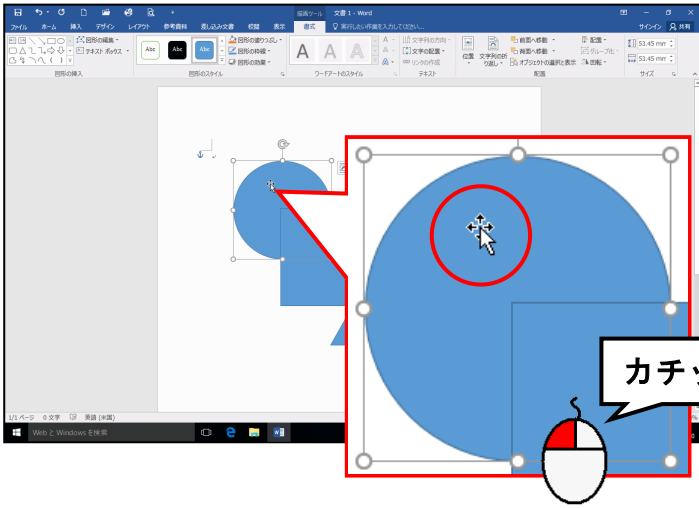 描画ツール 文書 1 - Word
ファイル ホーム 挿入 デザイン レイアウト 参考資料 差し込み文書 校閲 表示 書式 実行したい作業を入力してください... サインイン 共有
図形の編集
テキスト ボックス
図形の挿入
Abc Abc Abc
図形の塗りつぶし
図形の枠線
図形の効果
図形のスタイル
A A A
ワードアートのスタイル
文字列の方向
文字の配置
リンクの作成
テキスト
位置 文字列の折り返し
前面へ移動
背面へ移動
オブジェクトの選択と表示
配置
グループ化
回転
配置
53.45 mm
53.45 mm
サイズ
カチッ
1/1 ページ 0 文字 英語 (米国)
Web と Windows を検索